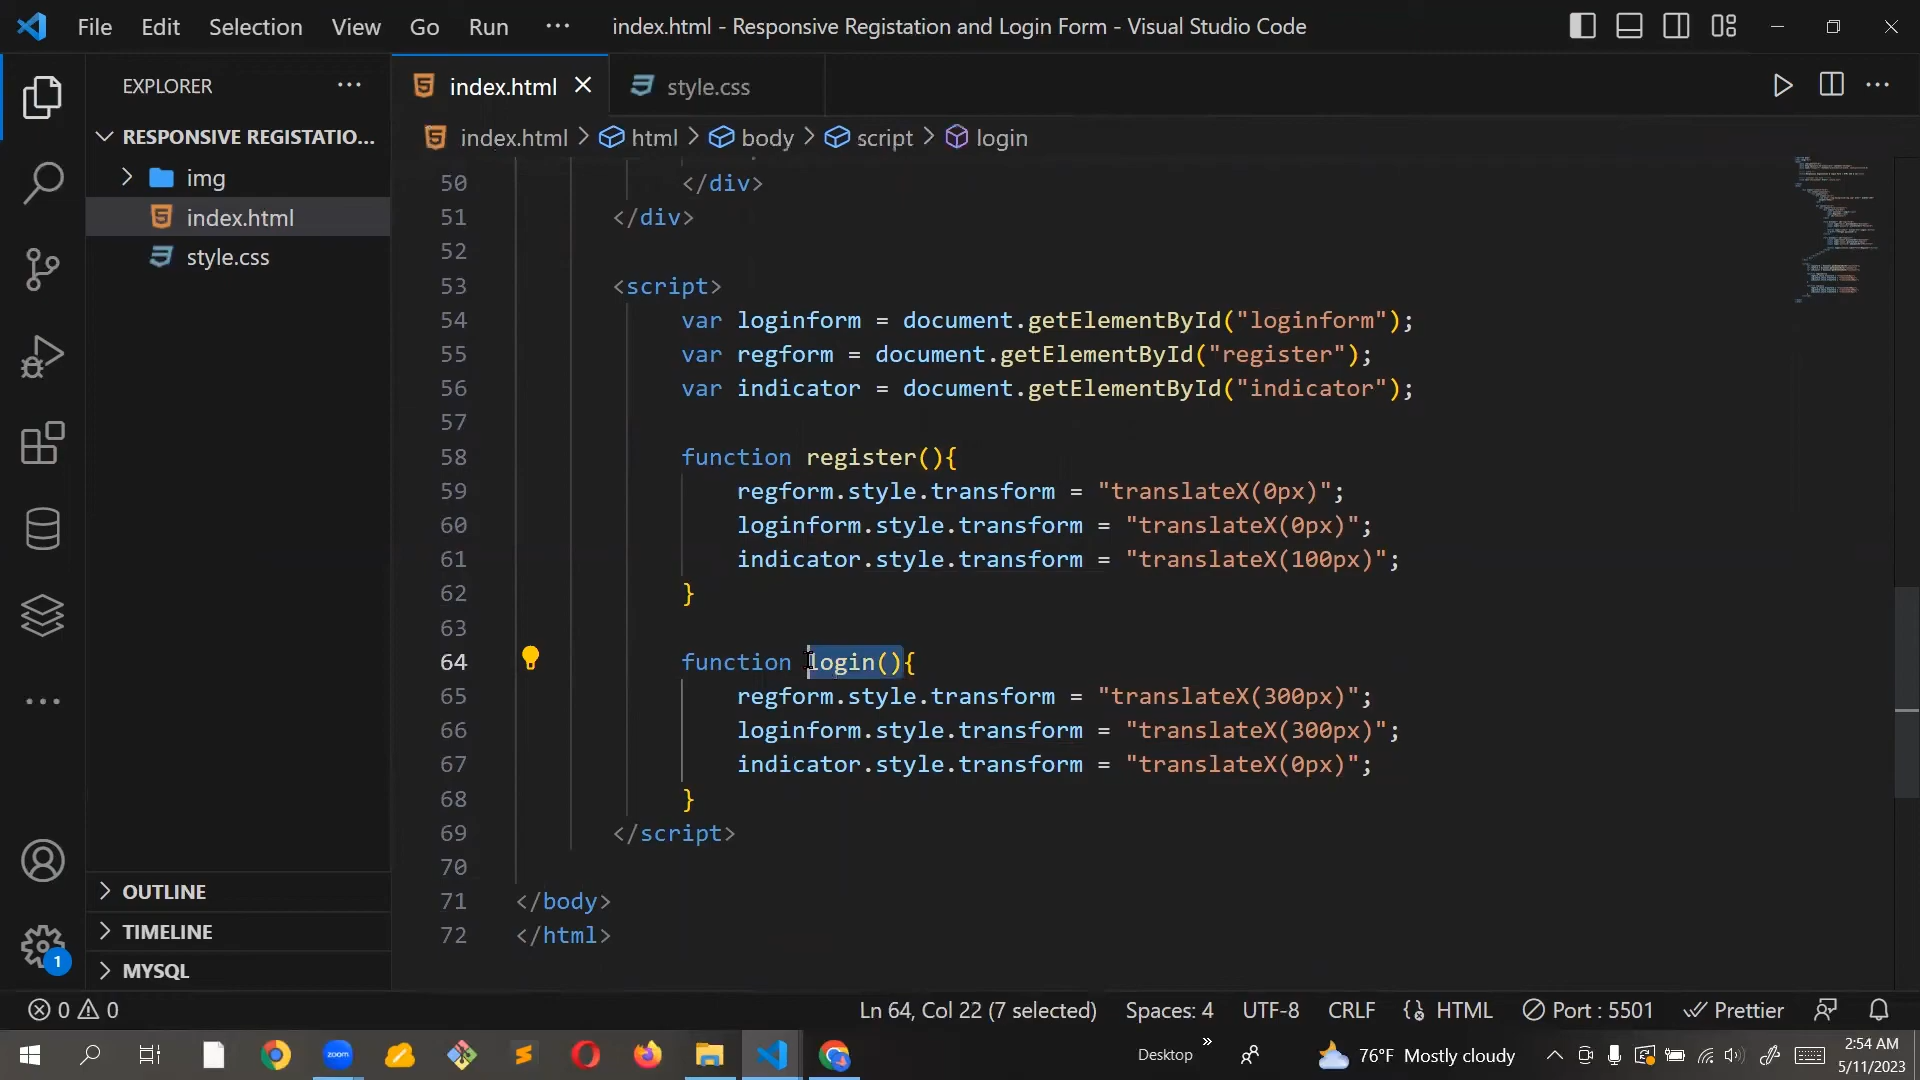 File Edit Selection View Go Run ··· index.html - Responsive Registation and Login Form - Visual Studio Code
EXPLORER ···
RESPONSIVE REGISTATIO...
img
index.html
style.css
OUTLINE
TIMELINE
MYSQL
1
index.html style.css
index.html > html > body > script > login
50 </div>
51 </div>
52
53 <script>
54 var loginform = document.getElementById("loginform");
55 var regform = document.getElementById("register");
56 var indicator = document.getElementById("indicator");
57
58 function register(){
59 regform.style.transform = "translateX(0px)";
60 loginform.style.transform = "translateX(0px)";
61 indicator.style.transform = "translateX(100px)";
62 }
63
64 function login(){
65 regform.style.transform = "translateX(300px)";
66 loginform.style.transform = "translateX(300px)";
67 indicator.style.transform = "translateX(0px)";
68 }
69 </script>
70
71 </body>
72 </html>
0 0 Ln 64, Col 22 (7 selected) Spaces: 4 UTF-8 CRLF HTML Port : 5501 Prettier
zoom Desktop 76°F Mostly cloudy 2:54 AM
5/11/2023